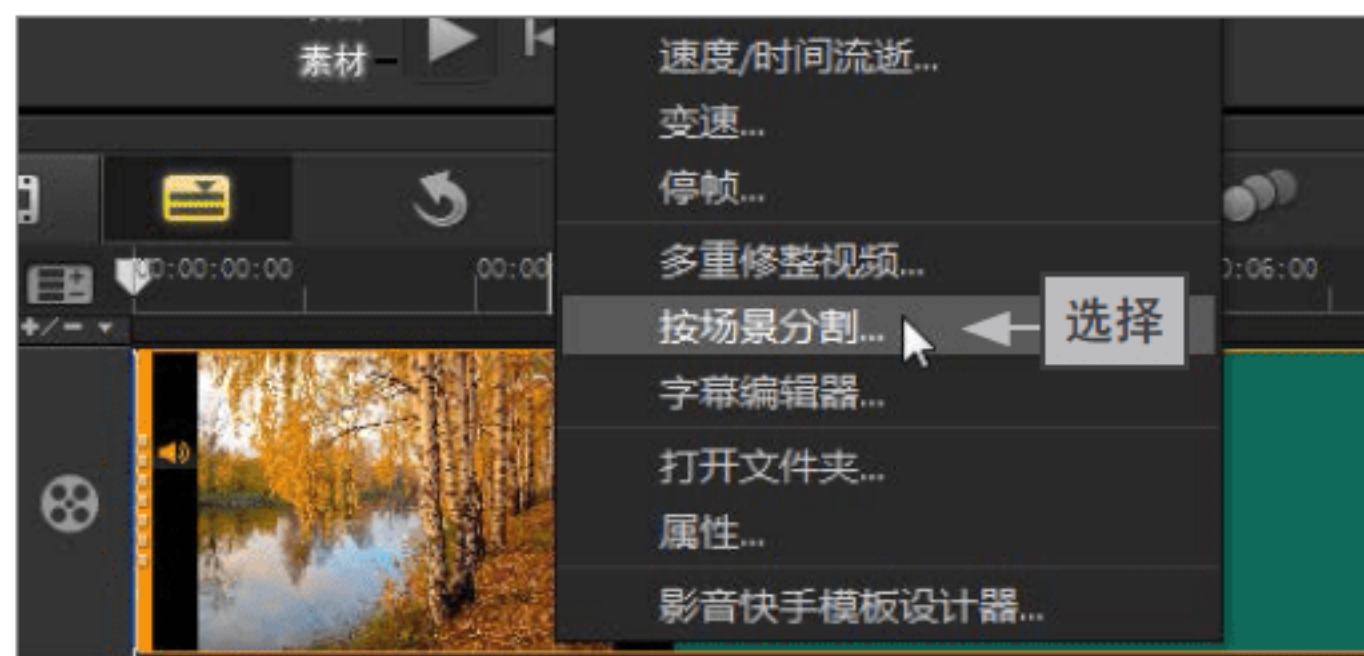 素材
速度/时间流逝...
变速...
停帧...
00:00:00:00
00:00
多重修整视频...
0:06:00
按场景分割...
选择
字幕编辑器...
打开文件夹...
属性...
影音快手模板设计器...